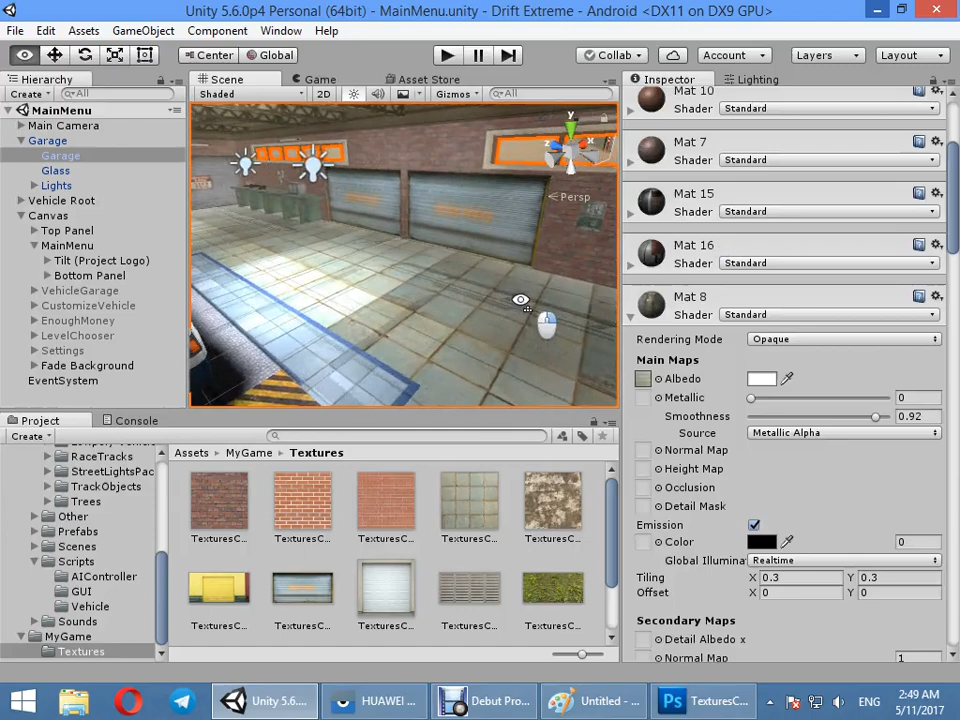 Unity 5.6.0p4 Personal (64bit) - MainMenu.unity - Drift Extreme - Android <DX11 on DX9 GPU>
File Edit Assets GameObject Component Window Help
Center Global Collab Account Layers Layout
Hierarchy
Create All
MainMenu
Main Camera
Garage
Garage
Glass
Lights
Vehicle Root
Canvas
Top Panel
MainMenu
Tilt (Project Logo)
Bottom Panel
VehicleGarage
CustomizeVehicle
EnoughMoney
LevelChooser
Settings
Fade Background
EventSystem
Scene Game Asset Store
Shaded 2D Gizmos All
y
z x
Persp
Inspector Lighting
Mat 10
Shader Standard
Mat 7
Shader Standard
Mat 15
Shader Standard
Mat 16
Shader Standard
Mat 8
Shader Standard
Rendering Mode Opaque
Main Maps
Albedo
Metallic 0
Smoothness 0.92
Source Metallic Alpha
Normal Map
Height Map
Occlusion
Detail Mask
Emission
Color 0
Global Illumina Realtime
Tiling X 0.3 Y 0.3
Offset X 0 Y 0
Secondary Maps
Detail Albedo x
Normal Map 1
Project Console
Create
RaceTracks
StreetLightsPac
TrackObjects
Trees
Other
Prefabs
Scenes
Scripts
AIController
GUI
Vehicle
Sounds
MyGame
Textures
Assets MyGame Textures
TexturesC... TexturesC... TexturesC... TexturesC... TexturesC...
TexturesC... TexturesC... TexturesC... TexturesC... TexturesC...
Unity 5.6.... HUAWEI ... Debut Pro... Untitled - ... Ps TexturesC...
ENG
2:49 AM
5/11/2017